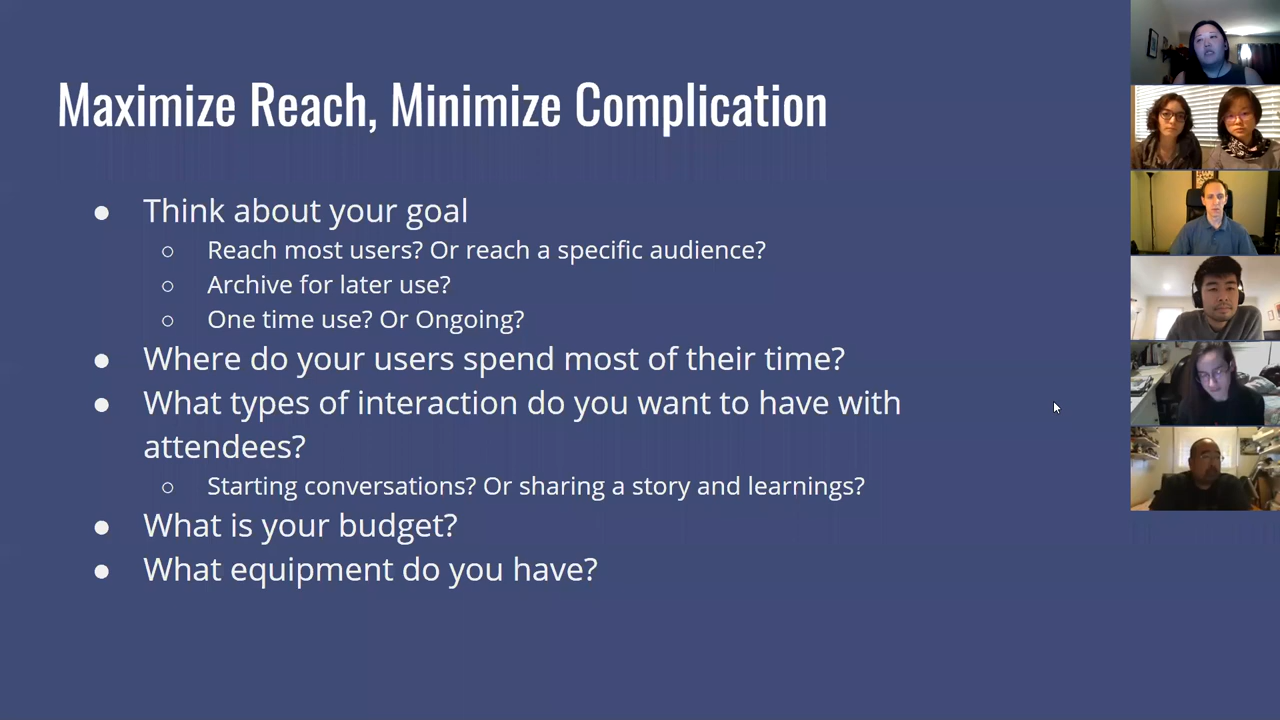 Maximize Reach, Minimize Complication
● Think about your goal
○ Reach most users? Or reach a specific audience?
○ Archive for later use?
○ One time use? Or Ongoing?
● Where do your users spend most of their time?
● What types of interaction do you want to have with
attendees?
○ Starting conversations? Or sharing a story and learnings?
● What is your budget?
● What equipment do you have?